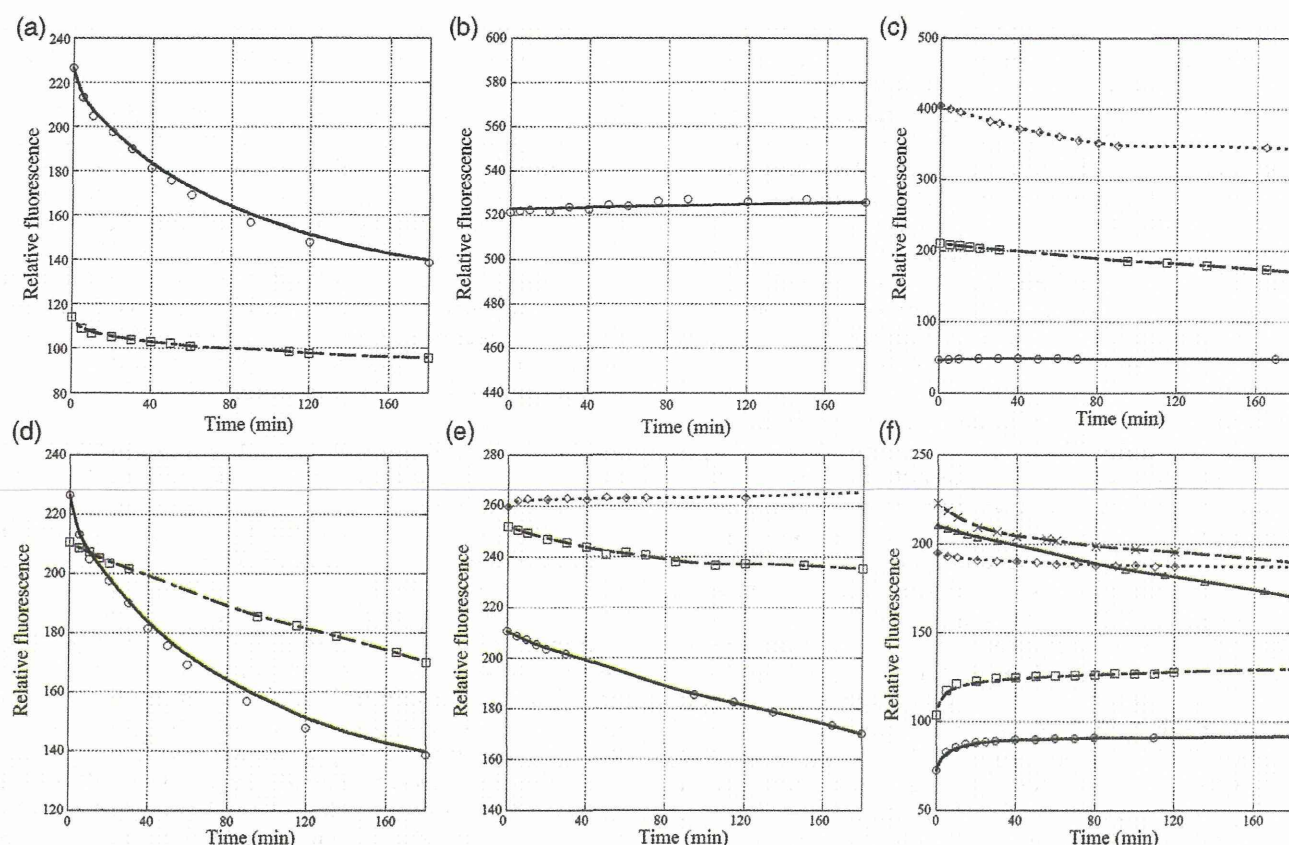 (a)
240
220
200
180
160
140
120
100
80
Relative fluorescence
0 40 80 120 160
Time (min)
(b)
600
580
560
540
520
500
480
460
440
Relative fluorescence
0 40 80 120 160
Time (min)
(c)
500
400
300
200
100
0
Relative fluorescence
0 40 80 120 160
Time (min)
(d)
240
220
200
180
160
140
120
Relative fluorescence
0 40 80 120 160
Time (min)
(e)
280
260
240
220
200
180
160
140
Relative fluorescence
0 40 80 120 160
Time (min)
(f)
250
200
150
100
50
Relative fluorescence
0 40 80 120 160
Time (min)